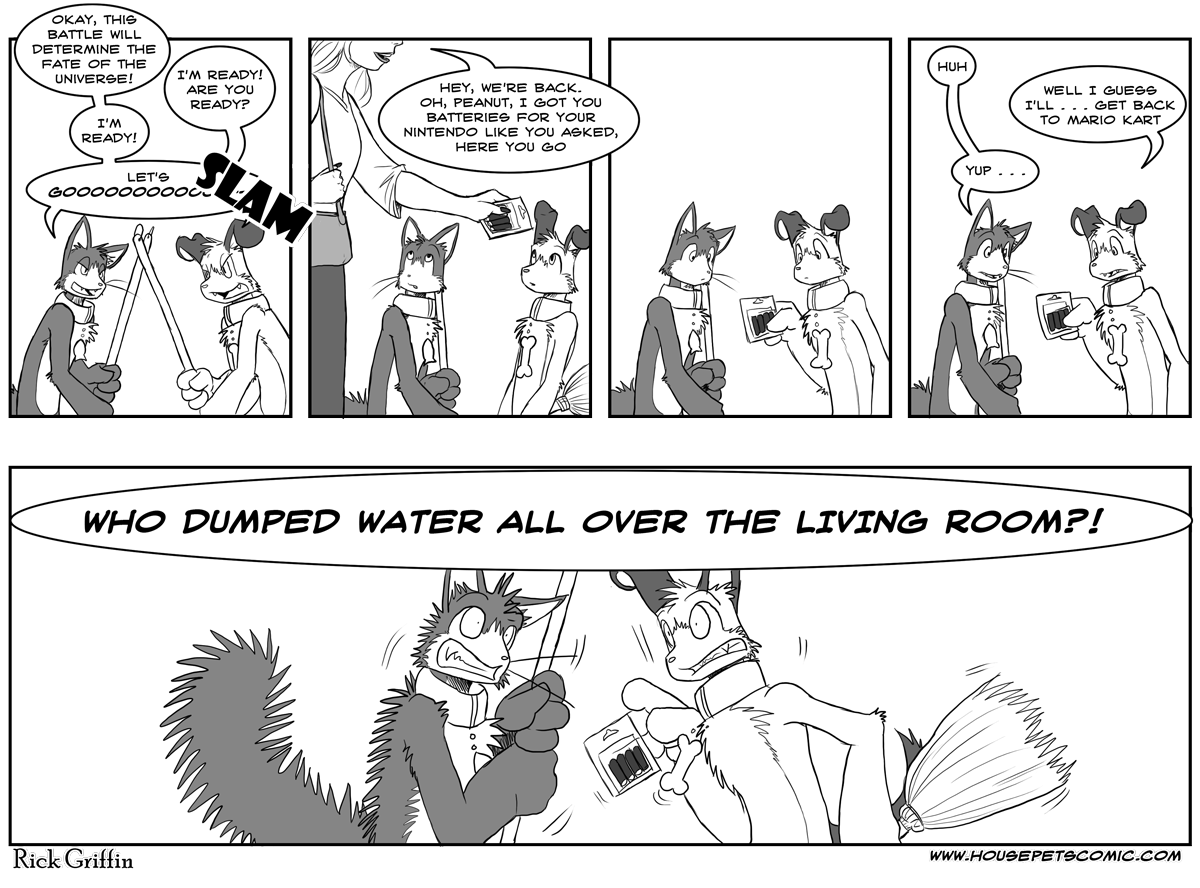 OKAY, THIS
BATTLE WILL
DETERMINE THE
FATE OF THE
UNIVERSE!
I'M READY!
ARE YOU
READY?
I'M
READY!
LET'S
GOOOOOOOOOOO
SLAM
HEY, WE'RE BACK.
OH, PEANUT, I GOT YOU
BATTERIES FOR YOUR
NINTENDO LIKE YOU ASKED,
HERE YOU GO
HUH
YUP . . .
WELL I GUESS
I'LL . . . GET BACK
TO MARIO KART
WHO DUMPED WATER ALL OVER THE LIVING ROOM?!
Rick Griffin
WWW.HOUSEPETSCOMIC.COM